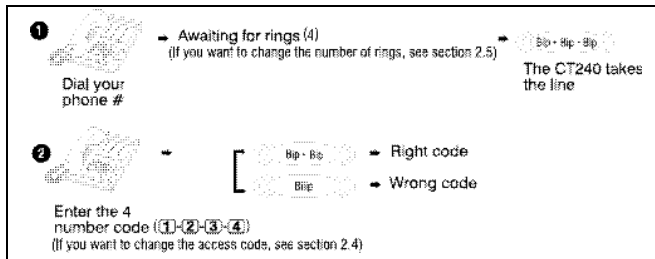 1 Awaiting for rings (4)
(If you want to change the number of rings, see section 2.5)
Bip - Bip - Bip
Dial your
phone #
The CT240 takes
the line
2
Bip - Bip Right code
Biiip Wrong code
Enter the 4
number code (1-2-3-4)
(If you want to change the access code, see section 2.4)